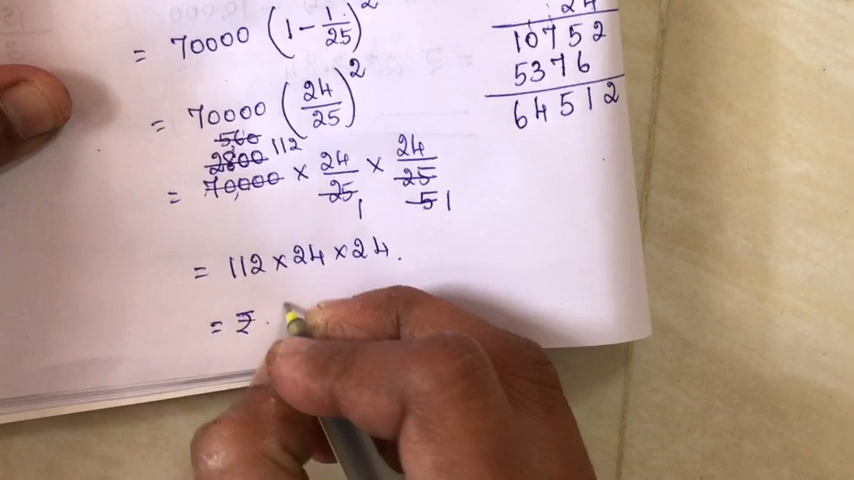 = 70000 (1 - 1/25)²
= 70000 (24/25)²
560
2800 112
= 70000 × 24/25 × 24/25
1 5 1
= 112 × 24 × 24.
= ₹.
24
10752
5376
64512